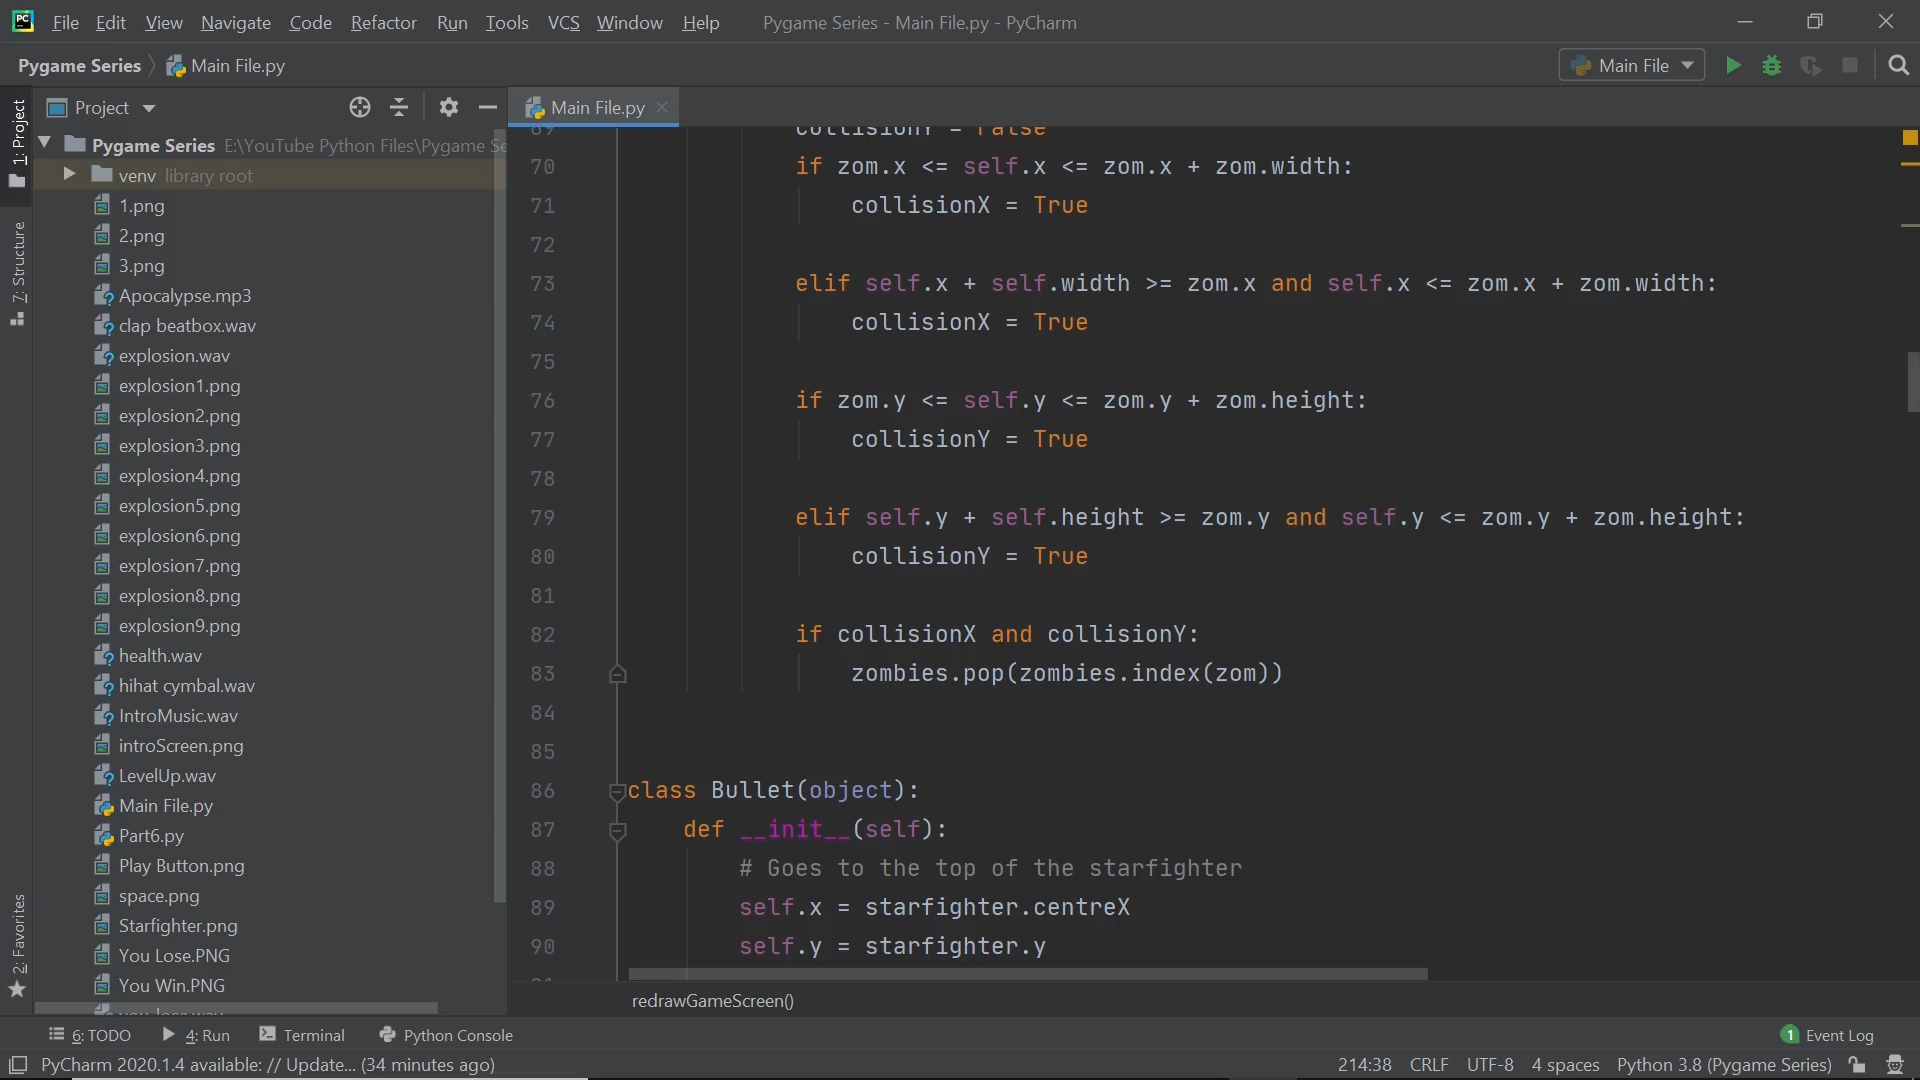 PC File Edit View Navigate Code Refactor Run Tools VCS Window Help Pygame Series - Main File.py - PyCharm
Pygame Series Main File.py Main File
1: Project
7: Structure
2: Favorites
Project
Pygame Series E:\YouTube Python Files\Pygame Se
venv library root
1.png
2.png
3.png
Apocalypse.mp3
clap beatbox.wav
explosion.wav
explosion1.png
explosion2.png
explosion3.png
explosion4.png
explosion5.png
explosion6.png
explosion7.png
explosion8.png
explosion9.png
health.wav
hihat cymbal.wav
IntroMusic.wav
introScreen.png
LevelUp.wav
Main File.py
Part6.py
Play Button.png
space.png
Starfighter.png
You Lose.PNG
You Win.PNG
Main File.py
69 collisionY = False
70 if zom.x <= self.x <= zom.x + zom.width:
71 collisionX = True
72
73 elif self.x + self.width >= zom.x and self.x <= zom.x + zom.width:
74 collisionX = True
75
76 if zom.y <= self.y <= zom.y + zom.height:
77 collisionY = True
78
79 elif self.y + self.height >= zom.y and self.y <= zom.y + zom.height:
80 collisionY = True
81
82 if collisionX and collisionY:
83 zombies.pop(zombies.index(zom))
84
85
86 class Bullet(object):
87 def __init__(self):
88 # Goes to the top of the starfighter
89 self.x = starfighter.centreX
90 self.y = starfighter.y
redrawGameScreen()
6: TODO 4: Run Terminal Python Console 1 Event Log
PyCharm 2020.1.4 available: // Update... (34 minutes ago) 214:38 CRLF UTF-8 4 spaces Python 3.8 (Pygame Series)